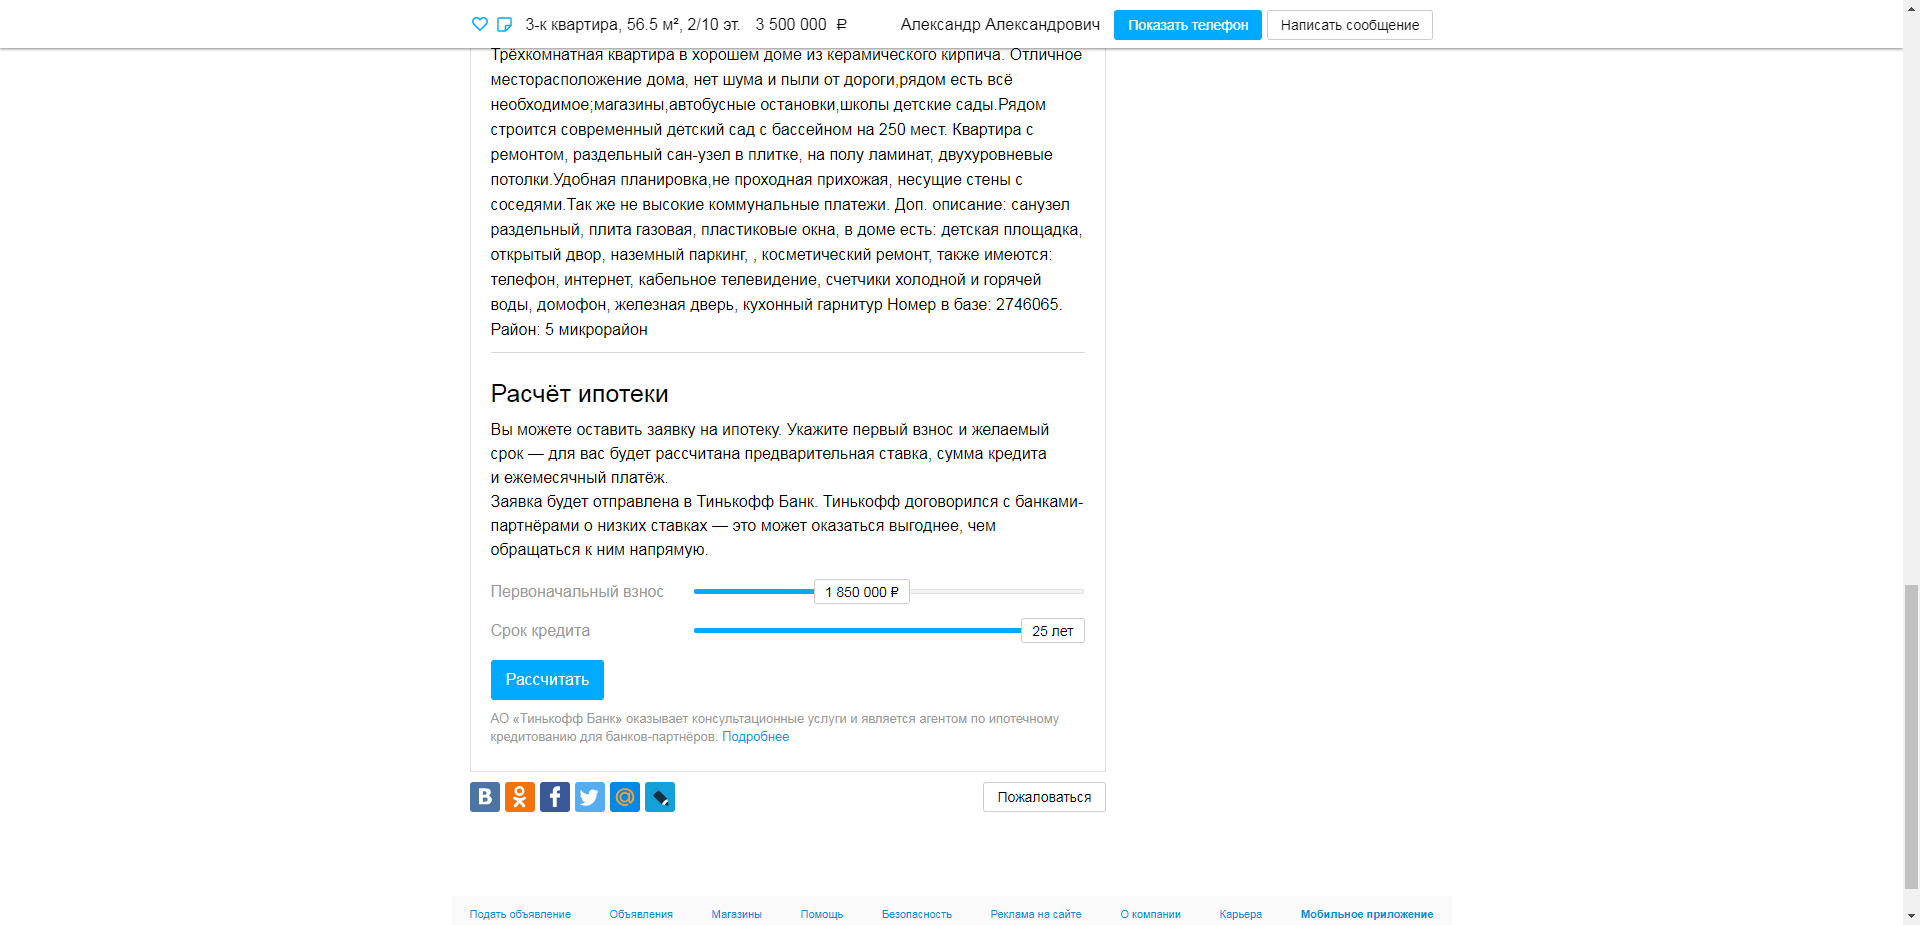 3-к квартира, 56.5 м², 2/10 эт. 3 500 000 ₽ Александр Александрович Показать телефон Написать сообщение
Трёхкомнатная квартира в хорошем доме из керамического кирпича. Отличное
месторасположение дома, нет шума и пыли от дороги,рядом есть всё
необходимое;магазины,автобусные остановки,школы детские сады.Рядом
строится современный детский сад с бассейном на 250 мест. Квартира с
ремонтом, раздельный сан-узел в плитке, на полу ламинат, двухуровневые
потолки.Удобная планировка,не проходная прихожая, несущие стены с
соседями.Так же не высокие коммунальные платежи. Доп. описание: санузел
раздельный, плита газовая, пластиковые окна, в доме есть: детская площадка,
открытый двор, наземный паркинг, , косметический ремонт, также имеются:
телефон, интернет, кабельное телевидение, счетчики холодной и горячей
воды, домофон, железная дверь, кухонный гарнитур Номер в базе: 2746065.
Район: 5 микрорайон
Расчёт ипотеки
Вы можете оставить заявку на ипотеку. Укажите первый взнос и желаемый
срок — для вас будет рассчитана предварительная ставка, сумма кредита
и ежемесячный платёж.
Заявка будет отправлена в Тинькофф Банк. Тинькофф договорился с банками-
партнёрами о низких ставках — это может оказаться выгоднее, чем
обращаться к ним напрямую.
Первоначальный взнос 1 850 000 ₽
Срок кредита 25 лет
Рассчитать
АО «Тинькофф Банк» оказывает консультационные услуги и является агентом по ипотечному
кредитованию для банков-партнёров. Подробнее
Пожаловаться
Подать объявление Объявления Магазины Помощь Безопасность Реклама на сайте О компании Карьера Мобильное приложение